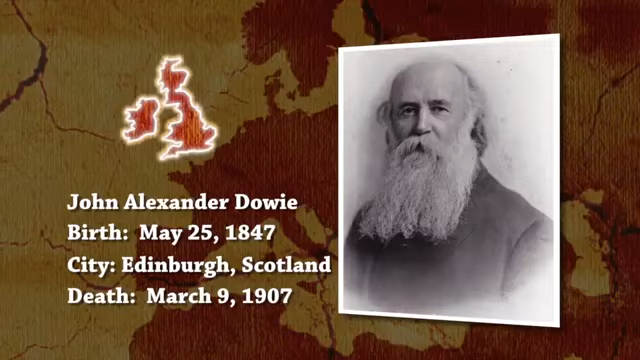 John Alexander Dowie
Birth:  May 25, 1847
City: Edinburgh, Scotland
Death:  March 9, 1907